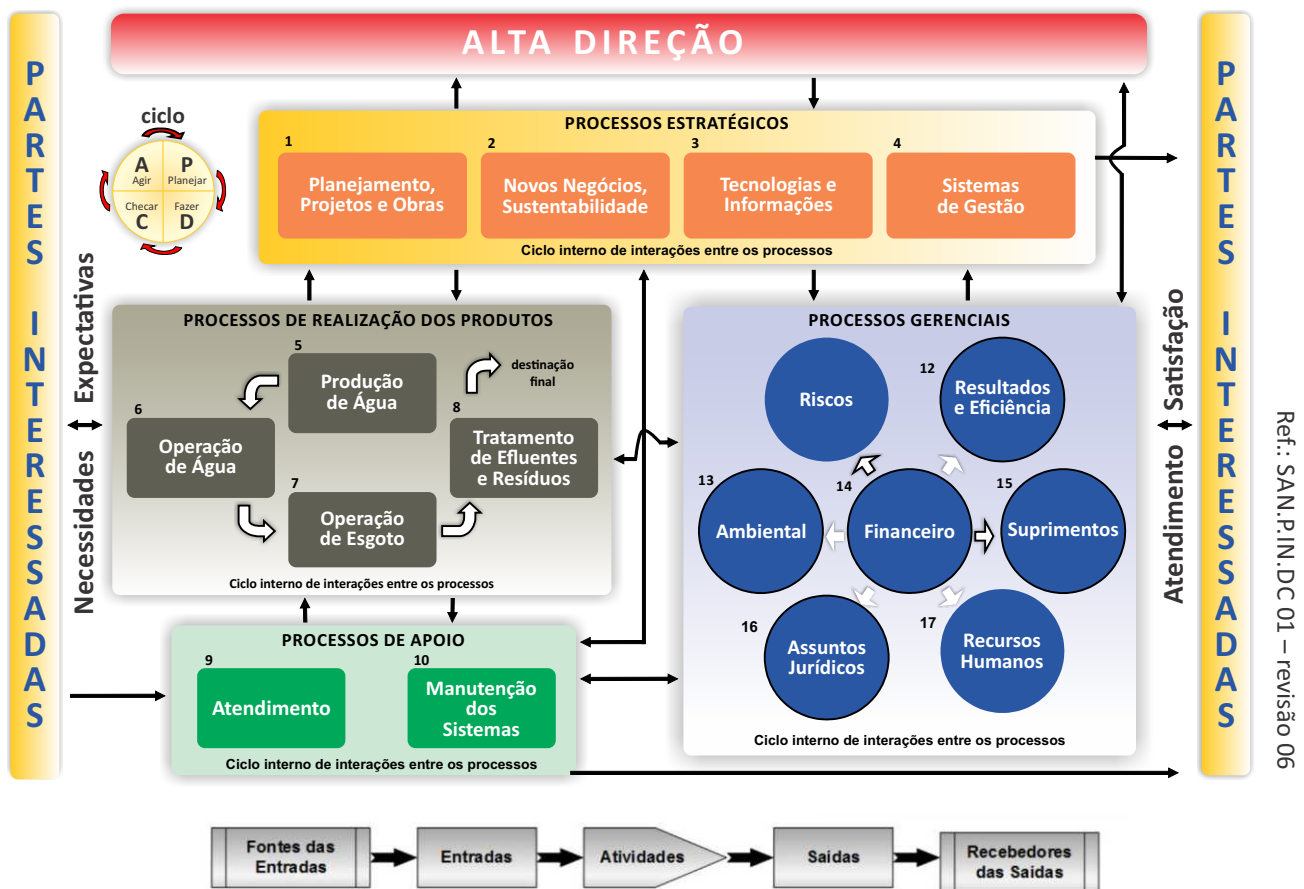 ALTA DIREÇÃO
PARTES INTERESSADAS
ciclo
A
Agir
P
Planejar
Checar
C
Fazer
D
PROCESSOS ESTRATÉGICOS
1
Planejamento,
Projetos e Obras
2
Novos Negócios,
Sustentabilidade
3
Tecnologias e
Informações
4
Sistemas
de Gestão
Ciclo interno de interações entre os processos
Necessidades Expectativas
PROCESSOS DE REALIZAÇÃO DOS PRODUTOS
5
Produção
de Água
6
Operação
de Água
7
Operação
de Esgoto
8
Tratamento
de Efluentes
e Resíduos
destinação
final
Ciclo interno de interações entre os processos
PROCESSOS GERENCIAIS
Riscos
12
Resultados
e Eficiência
13
Ambiental
14
Financeiro
15
Suprimentos
16
Assuntos
Jurídicos
17
Recursos
Humanos
Ciclo interno de interações entre os processos
PROCESSOS DE APOIO
9
Atendimento
10
Manutenção
dos
Sistemas
Ciclo interno de interações entre os processos
Atendimento Satisfação
PARTES INTERESSADAS
Ref.: SAN.P.IN.DC 01 – revisão 06
Fontes das
Entradas
Entradas
Atividades
Saídas
Recebedores
das Saídas